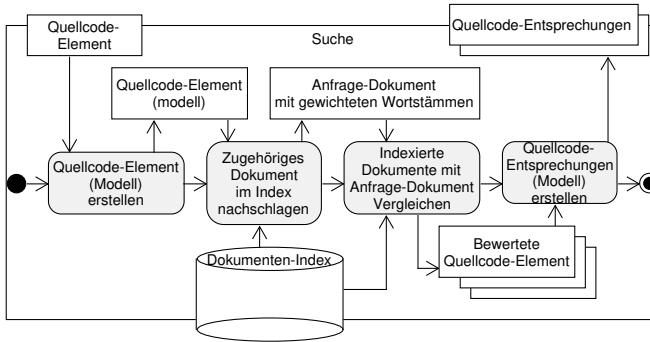 Quellcode-
Element
Suche
Quellcode-Entsprechungen
Quellcode-Element
(modell)
Anfrage-Dokument
mit gewichteten Wortstämmen
Quellcode-Element
(Modell)
erstellen
Zugehöriges
Dokument
im Index
nachschlagen
Indexierte
Dokumente mit
Anfrage-Dokument
Vergleichen
Quellcode-
Entsprechungen
(Modell)
erstellen
Dokumenten-Index
Bewertete
Quellcode-Element